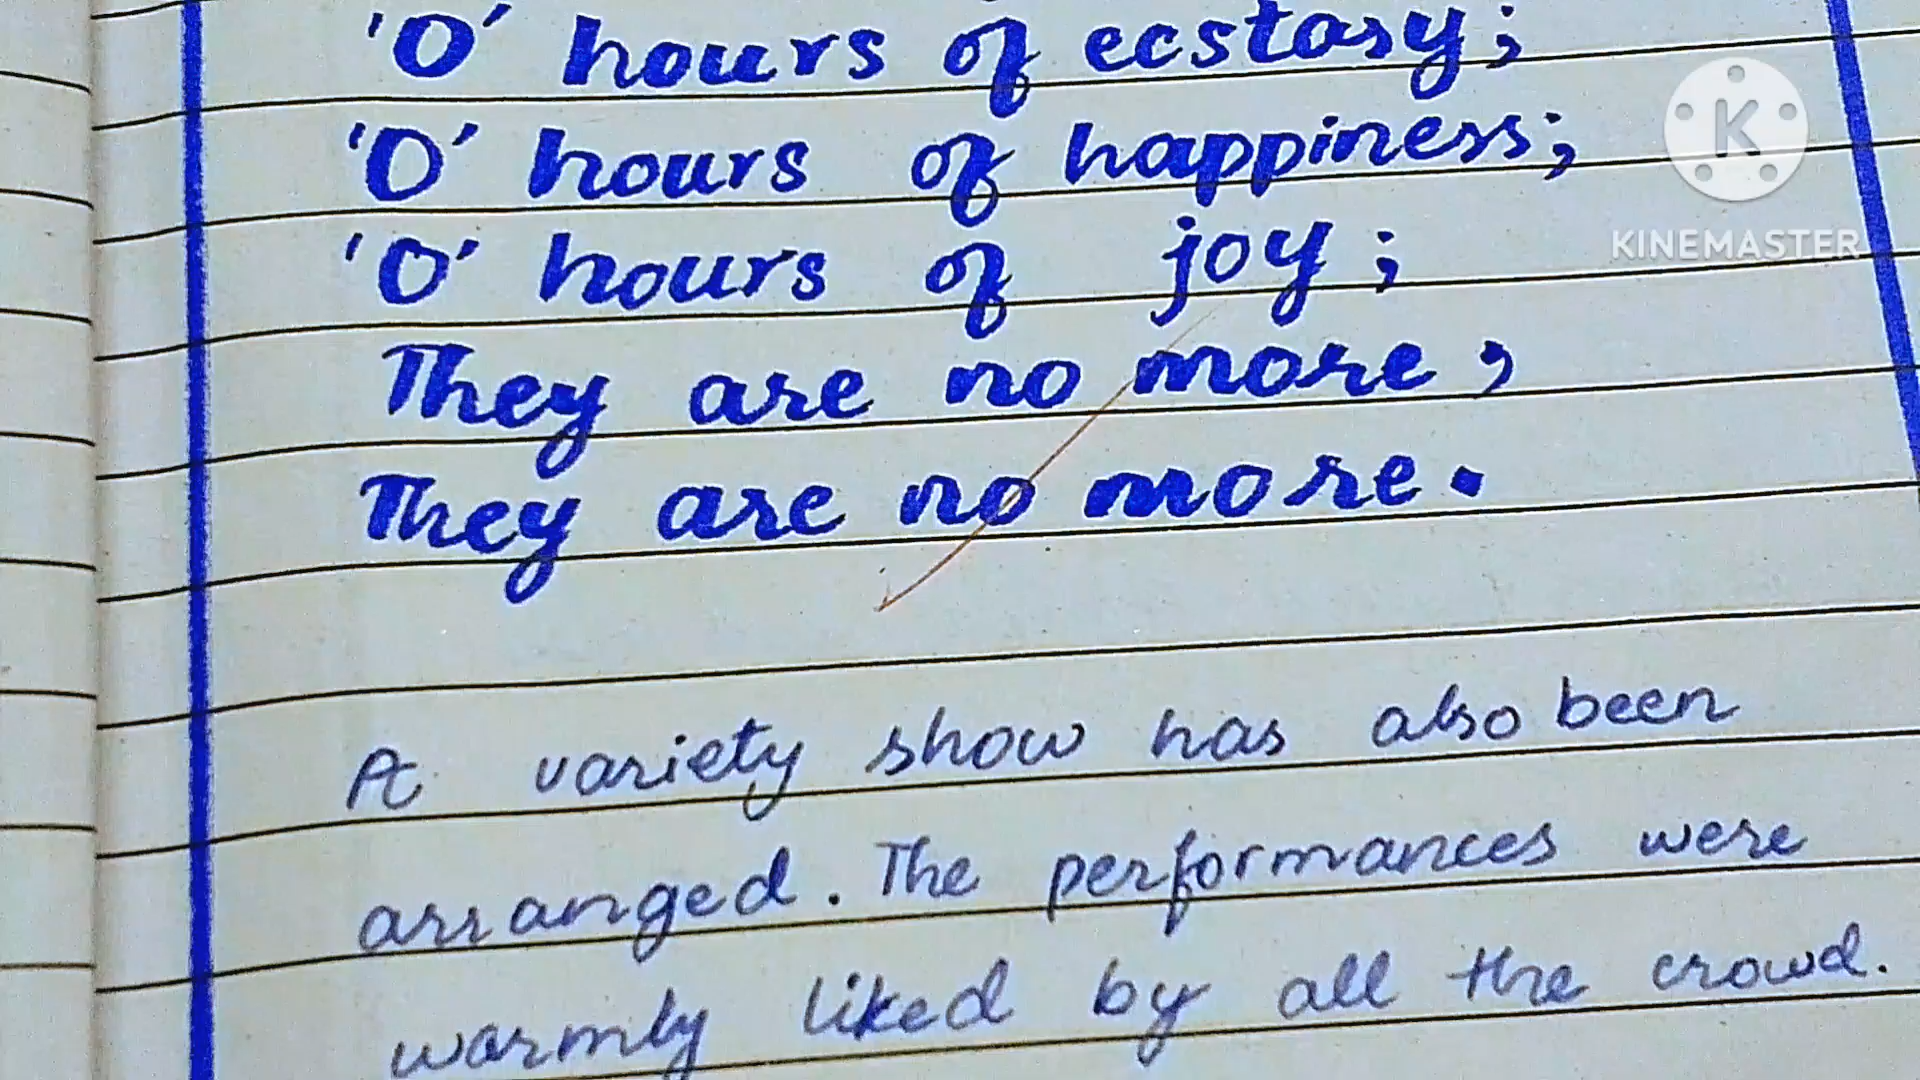 'O' hours of ecstasy;
'O' hours of happiness;
'O' hours of joy;
They are no more,
They are no more.
A variety show has also been
arranged. The performances were
warmly liked by all the crowd.
K
KINEMASTER